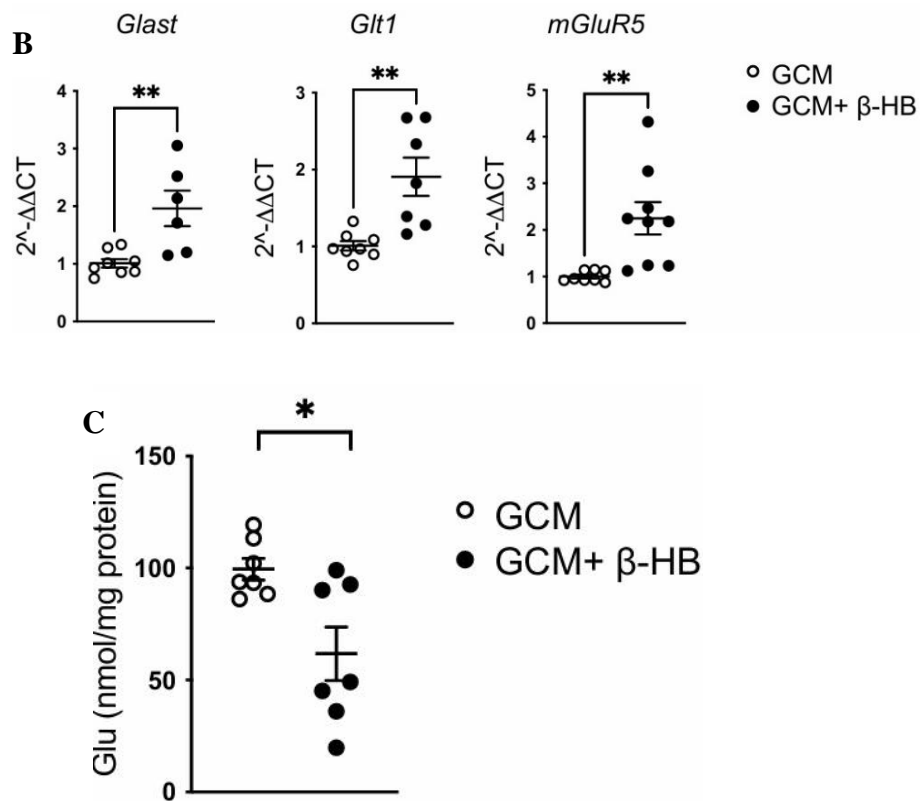 B
Glast
Glt1
mGluR5
2^-ΔΔCT
4
3
2
1
0
**
2^-ΔΔCT
3
2
1
0
**
2^-ΔΔCT
5
4
3
2
1
0
**
GCM
GCM+ β-HB
C
Glu (nmol/mg protein)
150
100
50
0
*
GCM
GCM+ β-HB